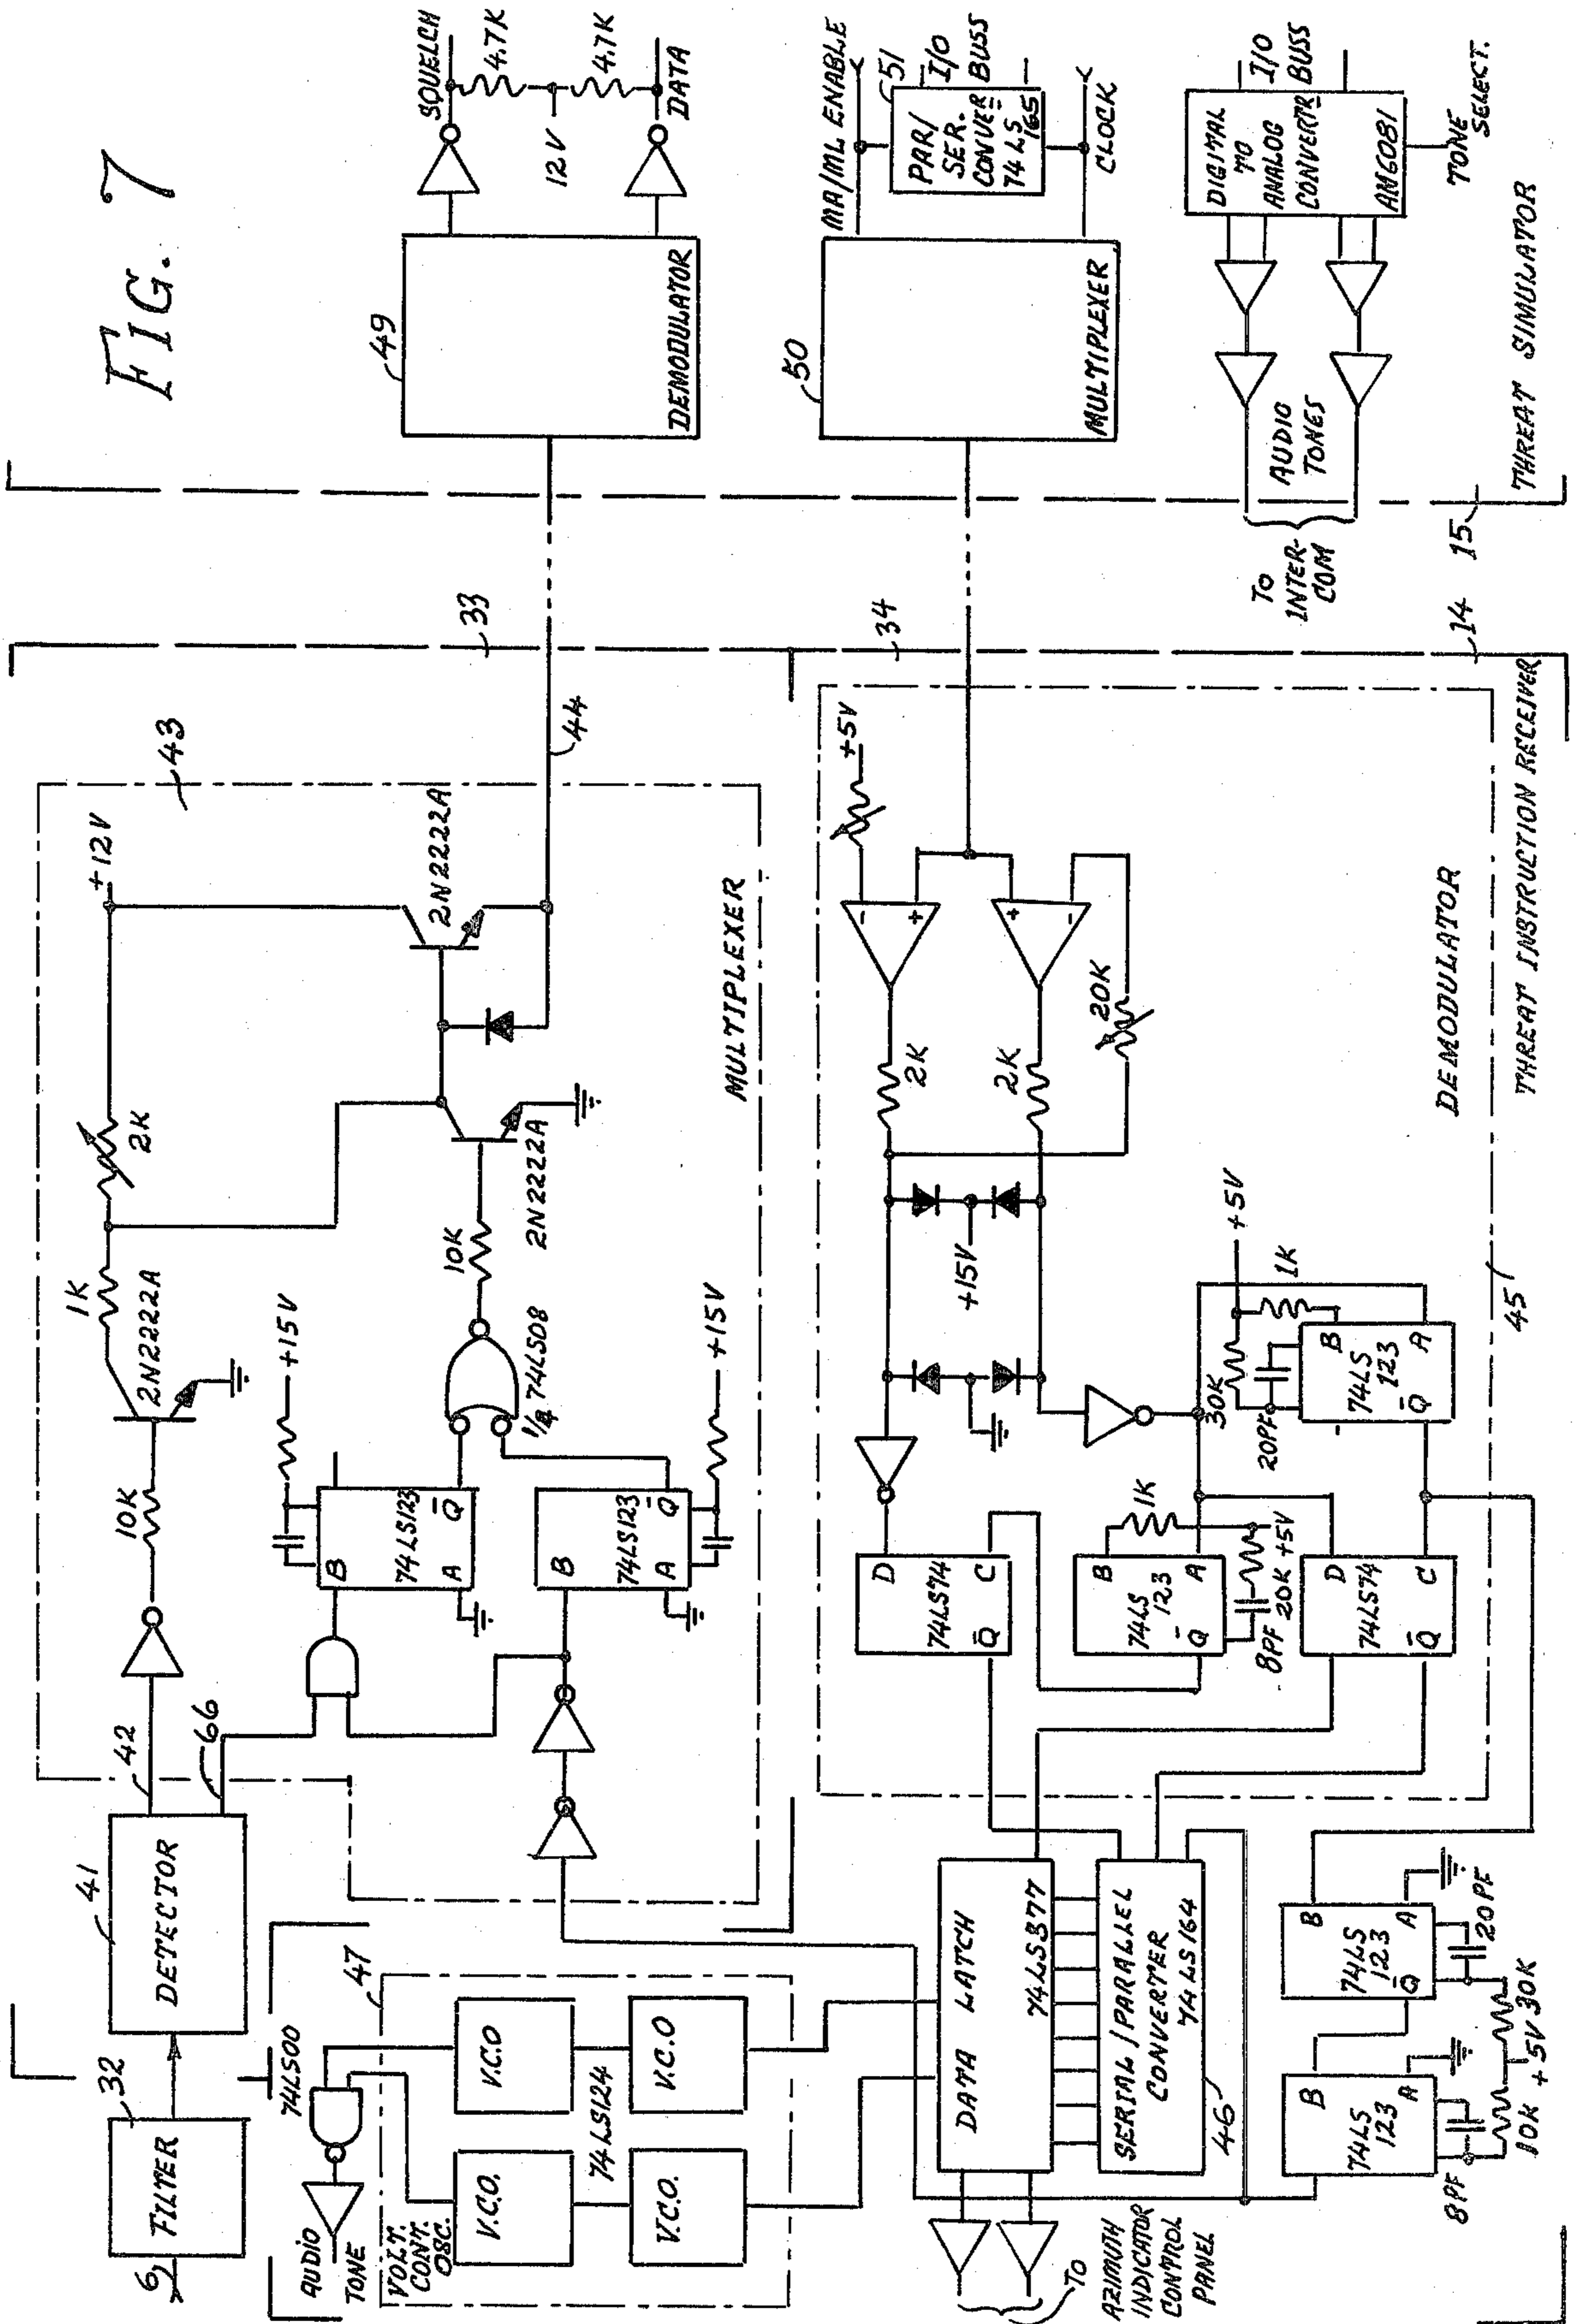 FIG. 7
6
FILTER
32
DETECTOR
41
42
66
10K
2N2222A
1K
2K
+12V
43
2N2222A
44
33
49
DEMODULATOR
SQUELCH
4.7K
12V
4.7K
DATA
B
74LS123
A
Q̄
+15V
1/4 74LS08
10K
2N2222A
B
74LS123
A
Q̄
+15V
MULTIPLEXER
AUDIO
TONE
74LS00
47
VOLT.
CONT.
OSC.
V.C.O.
V.C.O
74LS124
V.C.O.
V.C.O
50
MULTIPLEXER
MA/ML ENABLE
51
PAR/
SER.
CONVER
74 LS
165
I/O
BUSS
CLOCK
34
+5V
-
+
+
-
2K
2K
20K
+15V
D
74LS74
Q̄
C
B
74LS
123
Q̄
A
1K
8PF 20K +5V
30K
+5V
1K
20PF
B
74LS
123
Q̄
A
D
74LS74
Q̄
C
DEMODULATOR
45
DATA LATCH
74LS377
SERIAL/PARALLEL
CONVERTER
74LS164
46
TO
AZIMUTH
INDICATOR
CONTROL
PANEL
B
74LS
123
A
8PF
B
74LS
123
Q̄
A
20PF
10K +5V 30K
TO
INTER-
COM
AUDIO
TONES
DIGITAL
TO
ANALOG
CONVERTR
AM6081
I/O
BUSS
TONE
SELECT.
14
15
THREAT INSTRUCTION RECEIVER
THREAT SIMULATOR